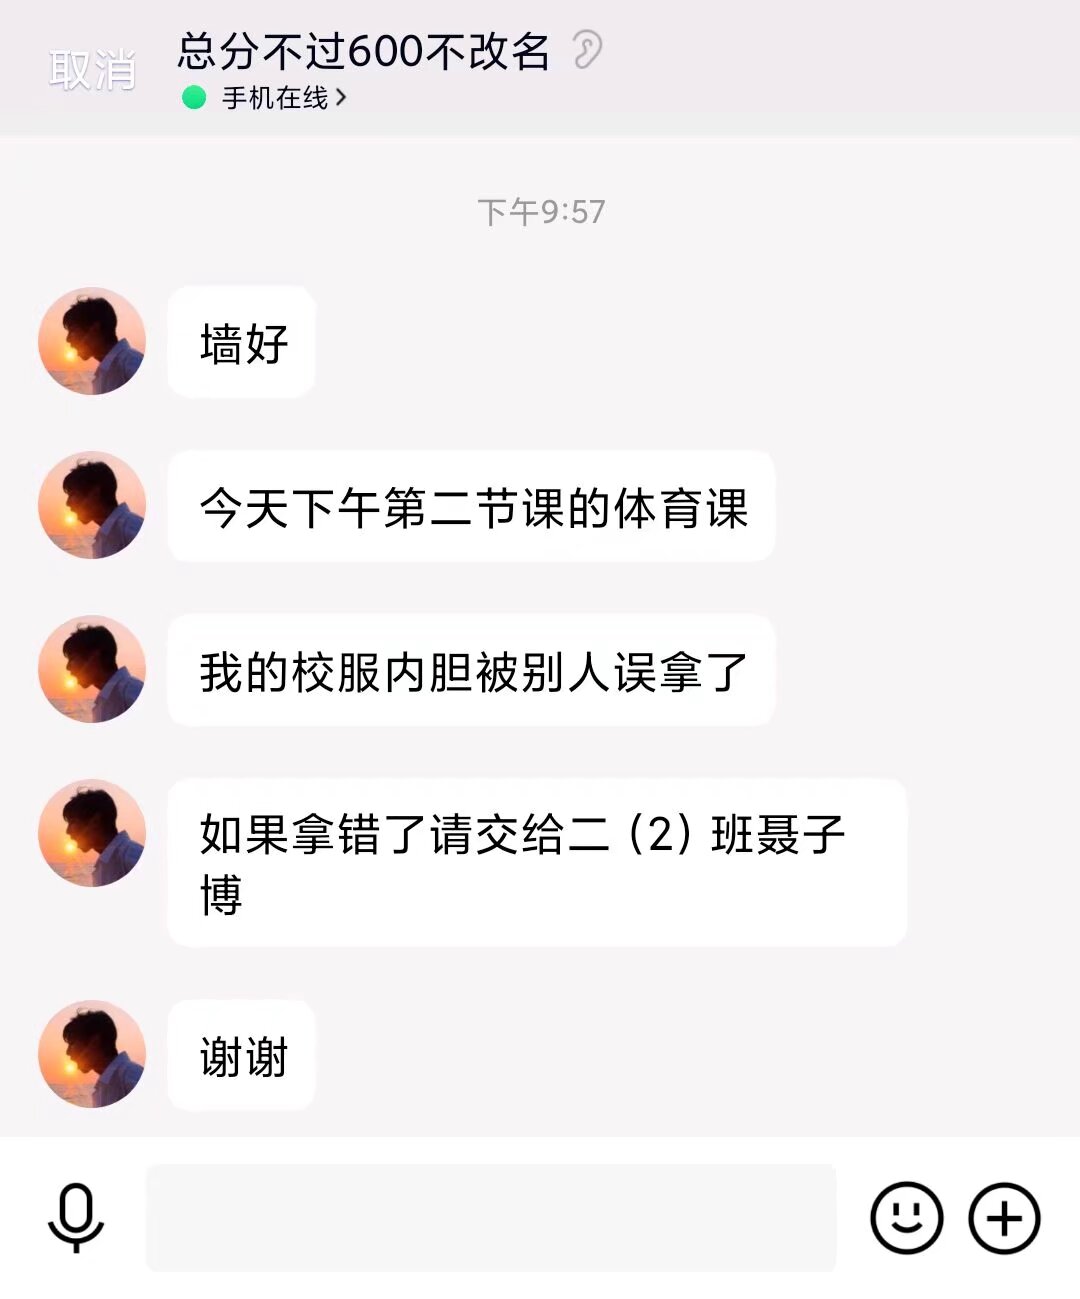 取消
总分不过600不改名
手机在线
下午9:57
墙好
今天下午第二节课的体育课
我的校服内胆被别人误拿了
如果拿错了请交给二（2）班聂子
博
谢谢